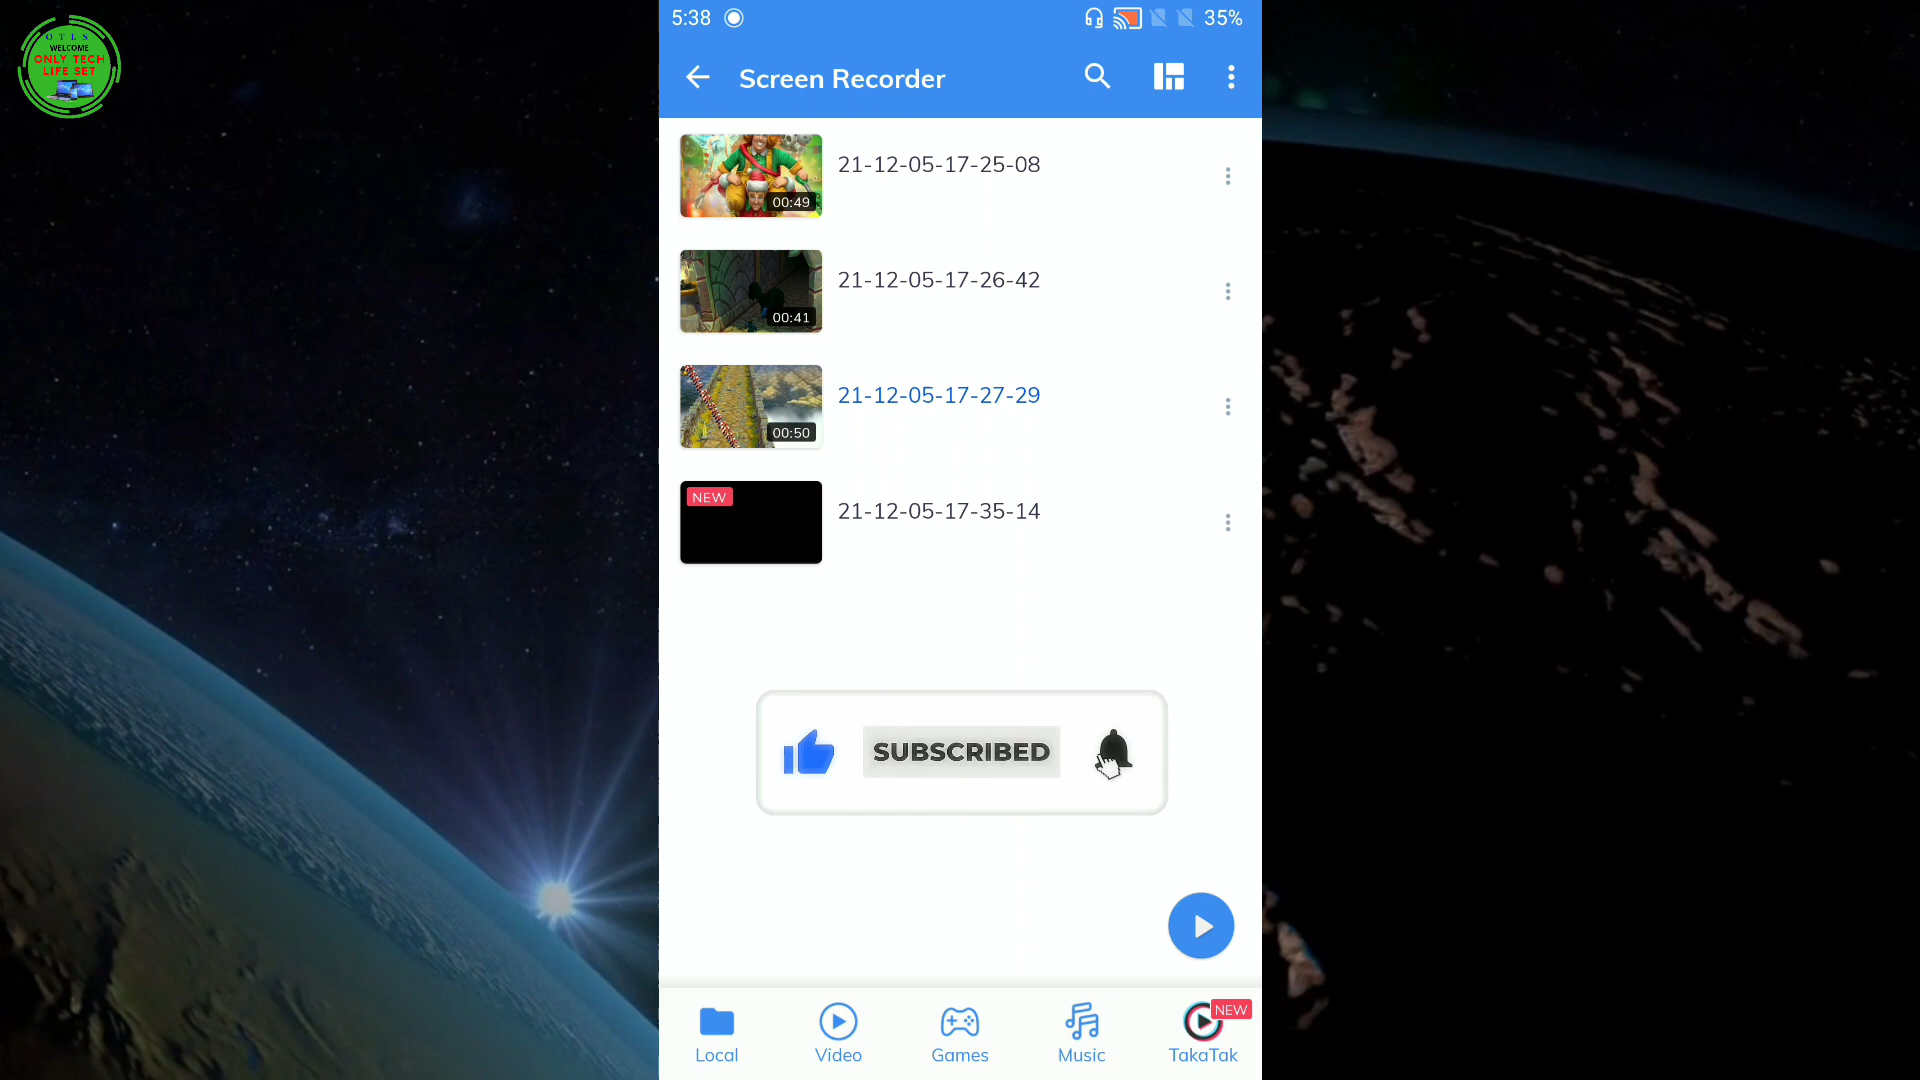 O T L S
WELCOME
ONLY TECH
LIFE SET
5:38
35%
Screen Recorder
21-12-05-17-25-08
00:49
21-12-05-17-26-42
00:41
21-12-05-17-27-29
00:50
NEW
21-12-05-17-35-14
SUBSCRIBED
NEW
Local
Video
Games
Music
TakaTak